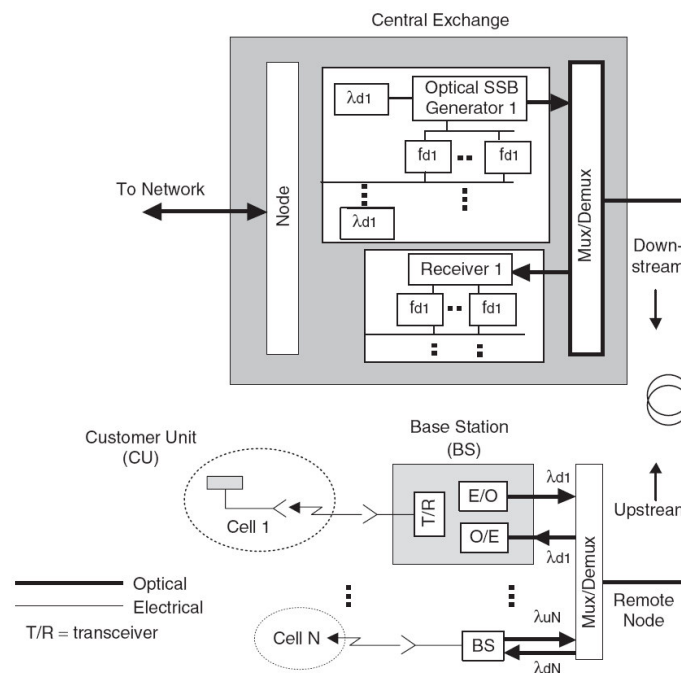 Central Exchange
λd1
Optical SSB
Generator 1
fd1
fd1
λd1
To Network
Node
Mux/Demux
Receiver 1
fd1
fd1
Down-
stream
Customer Unit
(CU)
Base Station
(BS)
Cell 1
T/R
E/O
O/E
λd1
λd1
Upstream
Mux/Demux
Optical
Electrical
T/R = transceiver
Cell N
BS
λuN
λdN
Remote
Node